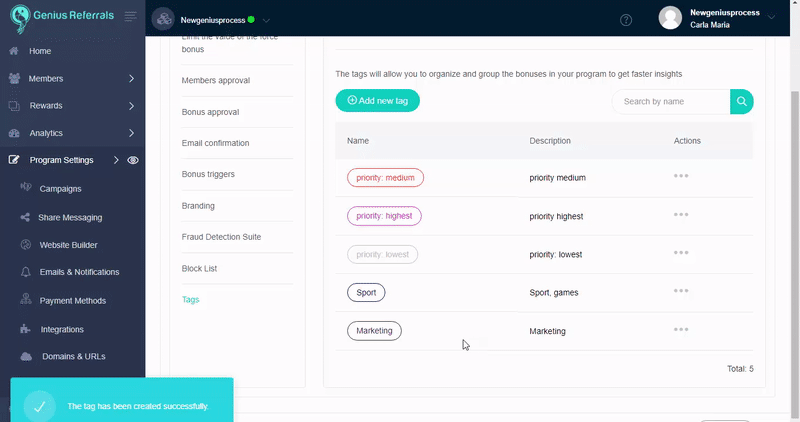 Genius Referrals
Newgeniusprocess
Newgeniusprocess
Carla Maria
Home
Members
Rewards
Analytics
Program Settings
Campaigns
Share Messaging
Website Builder
Emails & Notifications
Payment Methods
Integrations
Domains & URLs
Limit the value of the force
bonus
Members approval
Bonus approval
Email confirmation
Bonus triggers
Branding
Fraud Detection Suite
Block List
Tags
The tags will allow you to organize and group the bonuses in your program to get faster insights
Add new tag
Search by name
Name Description Actions
priority: medium priority medium
priority: highest priority highest
priority: lowest priority: lowest
Sport Sport, games
Marketing Marketing
Total: 5
The tag has been created successfully.